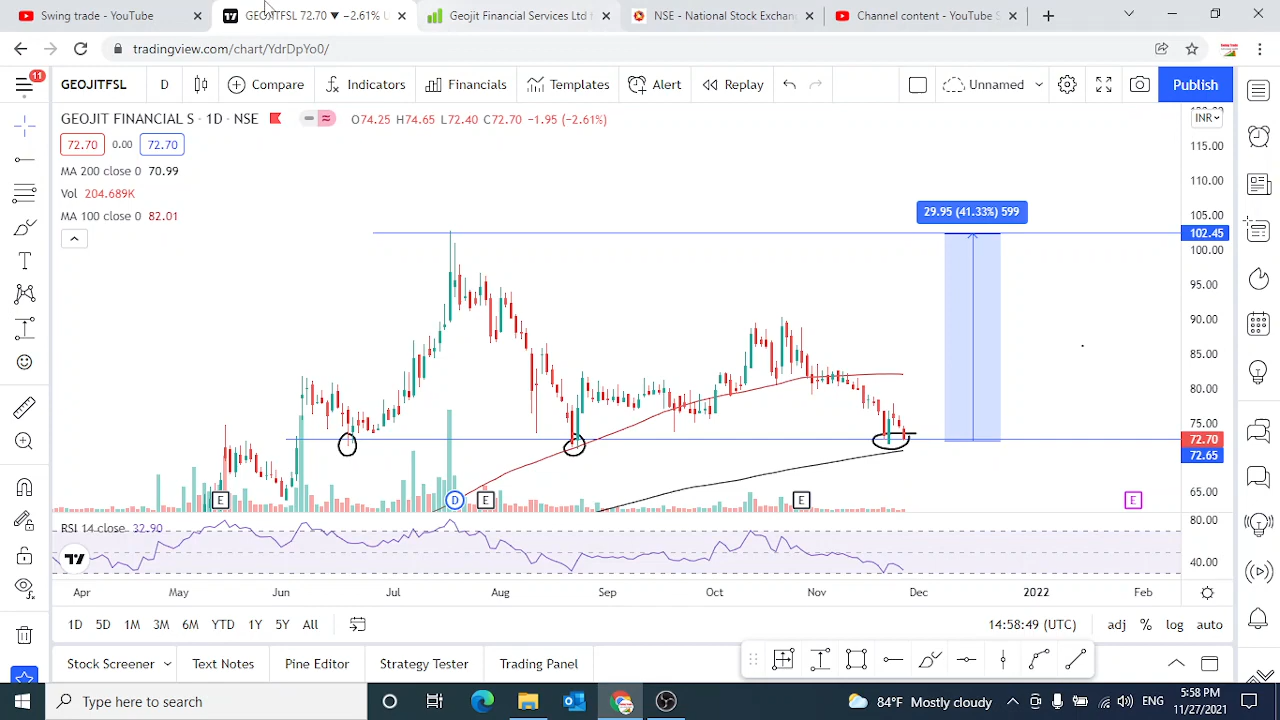 Swing trade - YouTube
GEOJITFSL 72.70 ▼ −2.61% U
Geojit Financial Services Ltd f
NSE - National Stock Exchange
Channel content - YouTube S
tradingview.com/chart/YdrDpYo0/
11
GEOJITFSL D Compare Indicators Financials Templates Alert Replay Unnamed Publish
GEOJIT FINANCIAL S · 1D · NSE O74.25 H74.65 L72.40 C72.70 −1.95 (−2.61%)
INR
72.70 0.00 72.70
MA 200 close 0 70.99
Vol 204.689K
MA 100 close 0 82.01
29.95 (41.33%) 599
115.00
110.00
105.00
102.45
100.00
95.00
90.00
85.00
80.00
75.00
72.70
72.65
65.00
D
E E E E
RSI 14 close 32.90
80.00
40.00
Apr May Jun Jul Aug Sep Oct Nov Dec 2022 Feb
1D 5D 1M 3M 6M YTD 1Y 5Y All 14:58:49 (UTC) adj % log auto
Stock Screener Text Notes Pine Editor Strategy Tester Trading Panel
Type here to search
84°F Mostly cloudy
ENG
5:58 PM
11/27/2021